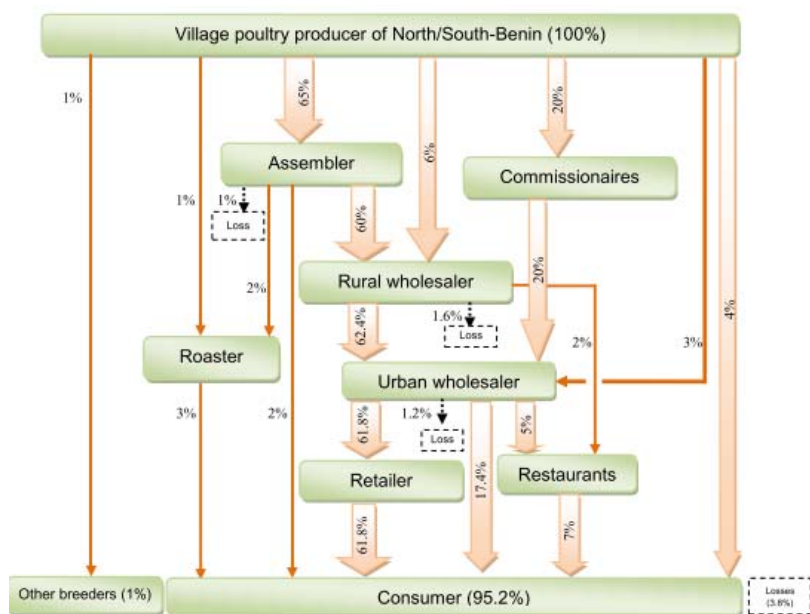 Village poultry producer of North/South-Benin (100%)
1%
65%
20%
6%
Assembler
Commissionaires
1%
1%
Loss
60%
2%
20%
Rural wholesaler
4%
1.6%
Loss
62.4%
2%
3%
Roaster
Urban wholesaler
3%
2%
61.8%
1.2%
Loss
5%
17.4%
Retailer
Restaurants
61.8%
7%
Other breeders (1%)
Consumer (95.2%)
Losses
(3.8%)